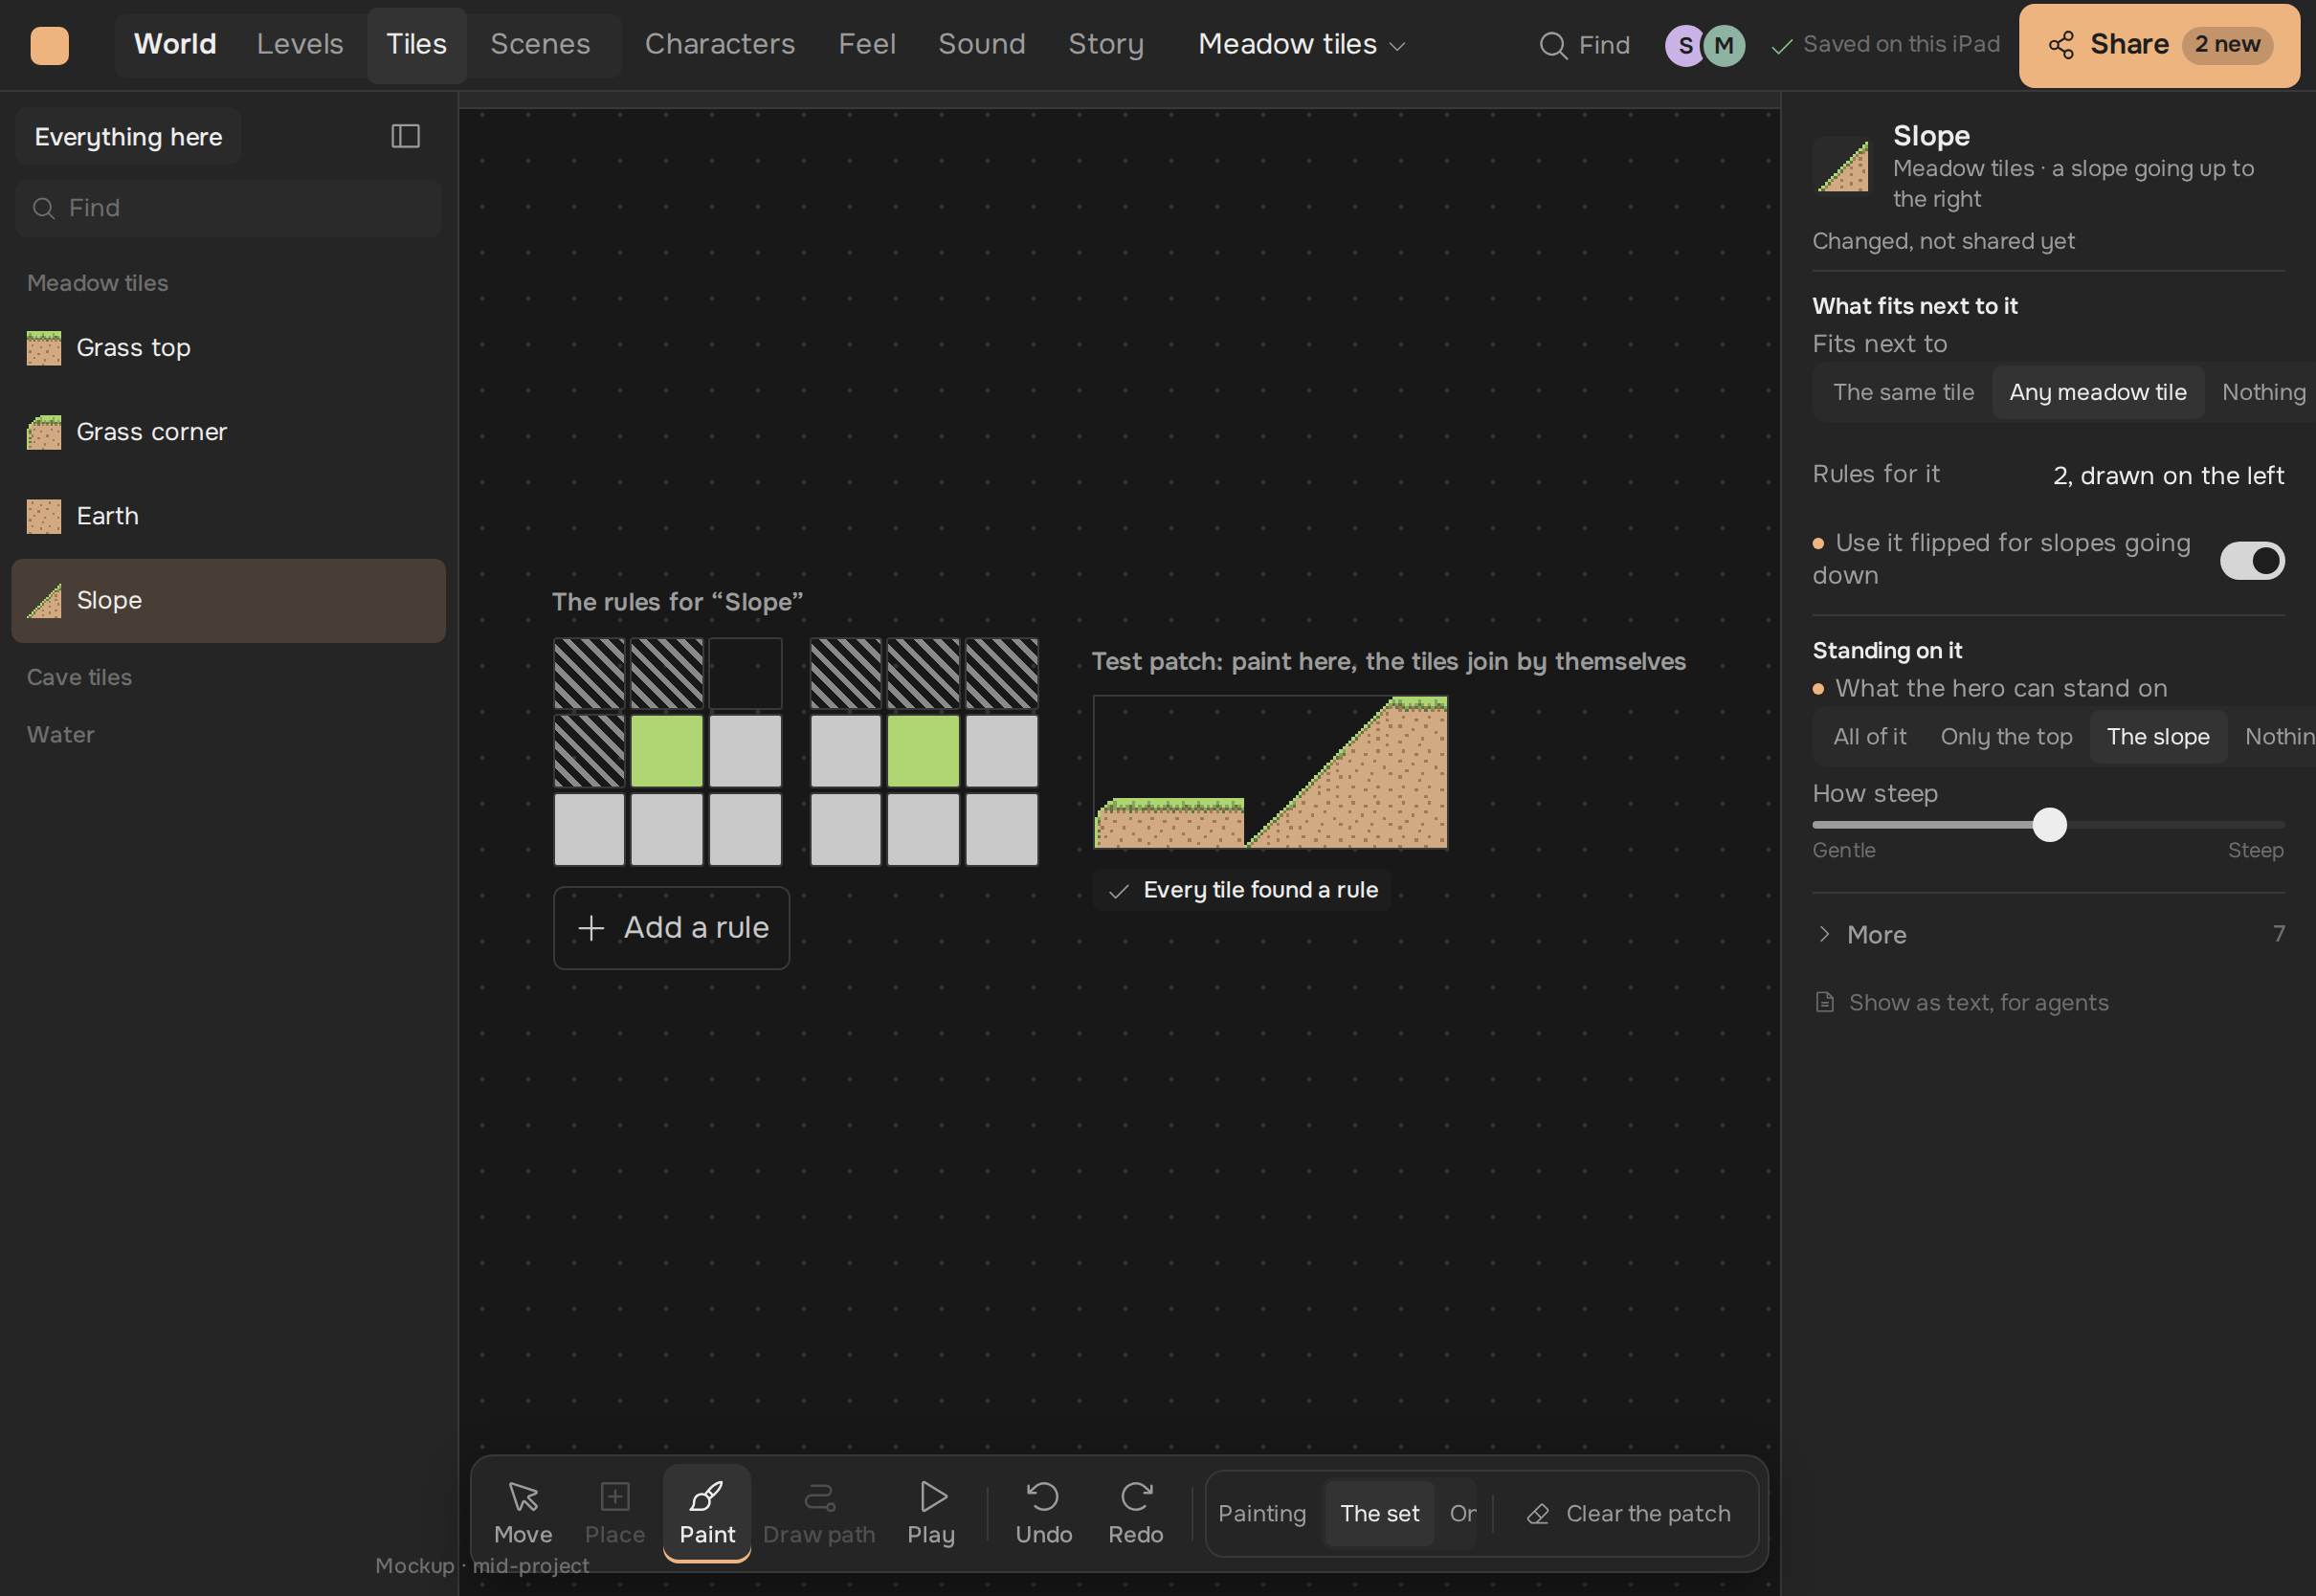 World Levels Tiles Scenes Characters Feel Sound Story Meadow tiles Find S M Saved on this iPad Share 2 new
Everything here
Find
Meadow tiles
Grass top
Grass corner
Earth
Slope
Cave tiles
Water
The rules for “Slope”
Add a rule
Test patch: paint here, the tiles join by themselves
Every tile found a rule
Slope
Meadow tiles · a slope going up to
the right
Changed, not shared yet
What fits next to it
Fits next to
The same tile Any meadow tile Nothing
Rules for it 2, drawn on the left
Use it flipped for slopes going
down
Standing on it
What the hero can stand on
All of it Only the top The slope Nothin
How steep
Gentle Steep
More 7
Show as text, for agents
Move Place Paint Draw path Play Undo Redo Painting The set Clear the patch
Mockup · mid-project